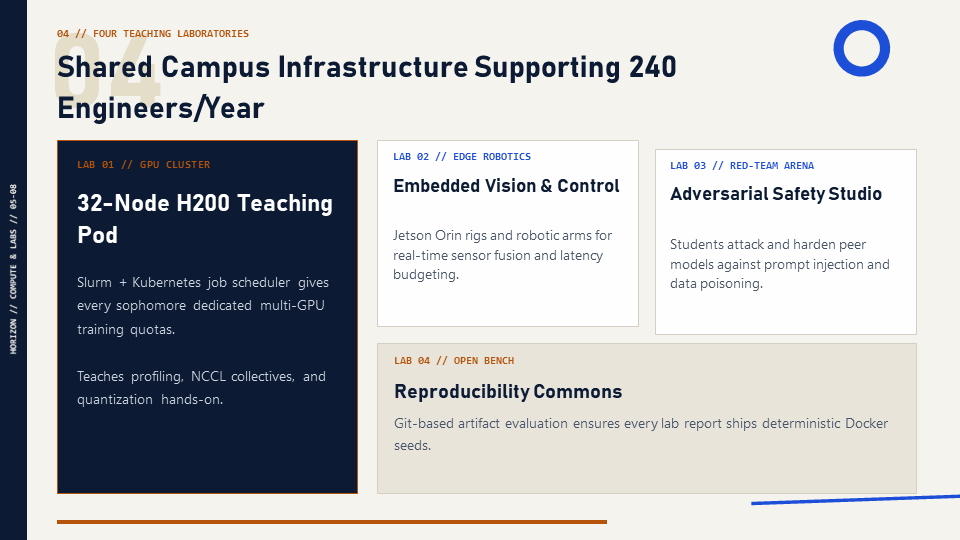 04
04 // FOUR TEACHING LABORATORIES
Shared Campus Infrastructure Supporting 240
Engineers/Year
HORIZON // COMPUTE & LABS // 05-08
LAB 01 // GPU CLUSTER
32-Node H200 Teaching
Pod
Slurm + Kubernetes job scheduler gives
every sophomore dedicated multi-GPU
training quotas.
Teaches profiling, NCCL collectives, and
quantization hands-on.
LAB 02 // EDGE ROBOTICS
Embedded Vision & Control
Jetson Orin rigs and robotic arms for
real-time sensor fusion and latency
budgeting.
LAB 03 // RED-TEAM ARENA
Adversarial Safety Studio
Students attack and harden peer
models against prompt injection and
data poisoning.
LAB 04 // OPEN BENCH
Reproducibility Commons
Git-based artifact evaluation ensures every lab report ships deterministic Docker
seeds.